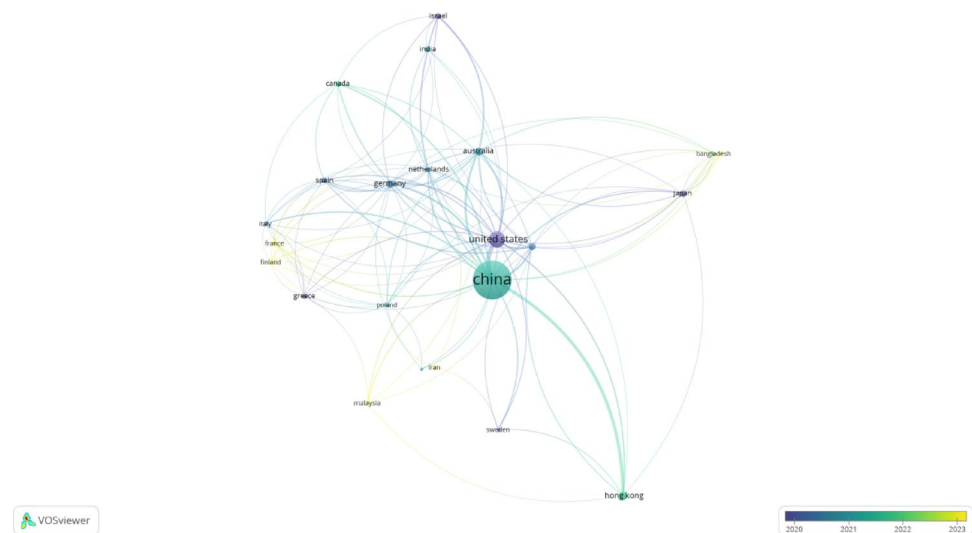 israel
india
canada
australia
bangladesh
netherlands
spain
germany
japan
italy
united states
france
finland
china
greece
poland
iran
malaysia
sweden
hong kong
VOSviewer
2020 2021 2022 2023